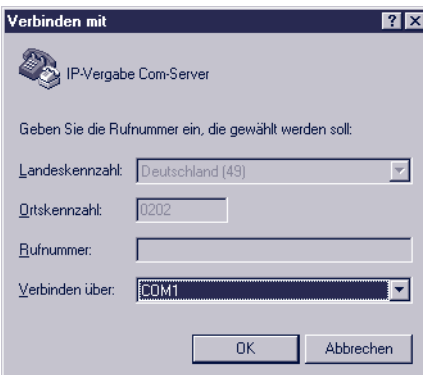 Verbinden mit
IP-Vergabe Com-Server
Geben Sie die Rufnummer ein, die gewählt werden soll:
Landeskennzahl: Deutschland (49)
Ortskennzahl: 0202
Rufnummer:
Verbinden über: COM1
OK Abbrechen